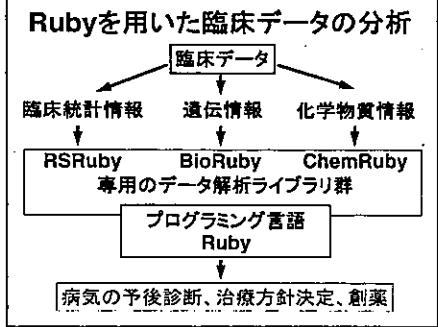 Rubyを用いた臨床データの分析
臨床データ
臨床統計情報 遺伝情報 化学物質情報
RSRuby BioRuby ChemRuby
専用のデータ解析ライブラリ群
プログラミング言語
Ruby
病気の予後診断、治療方針決定、創薬